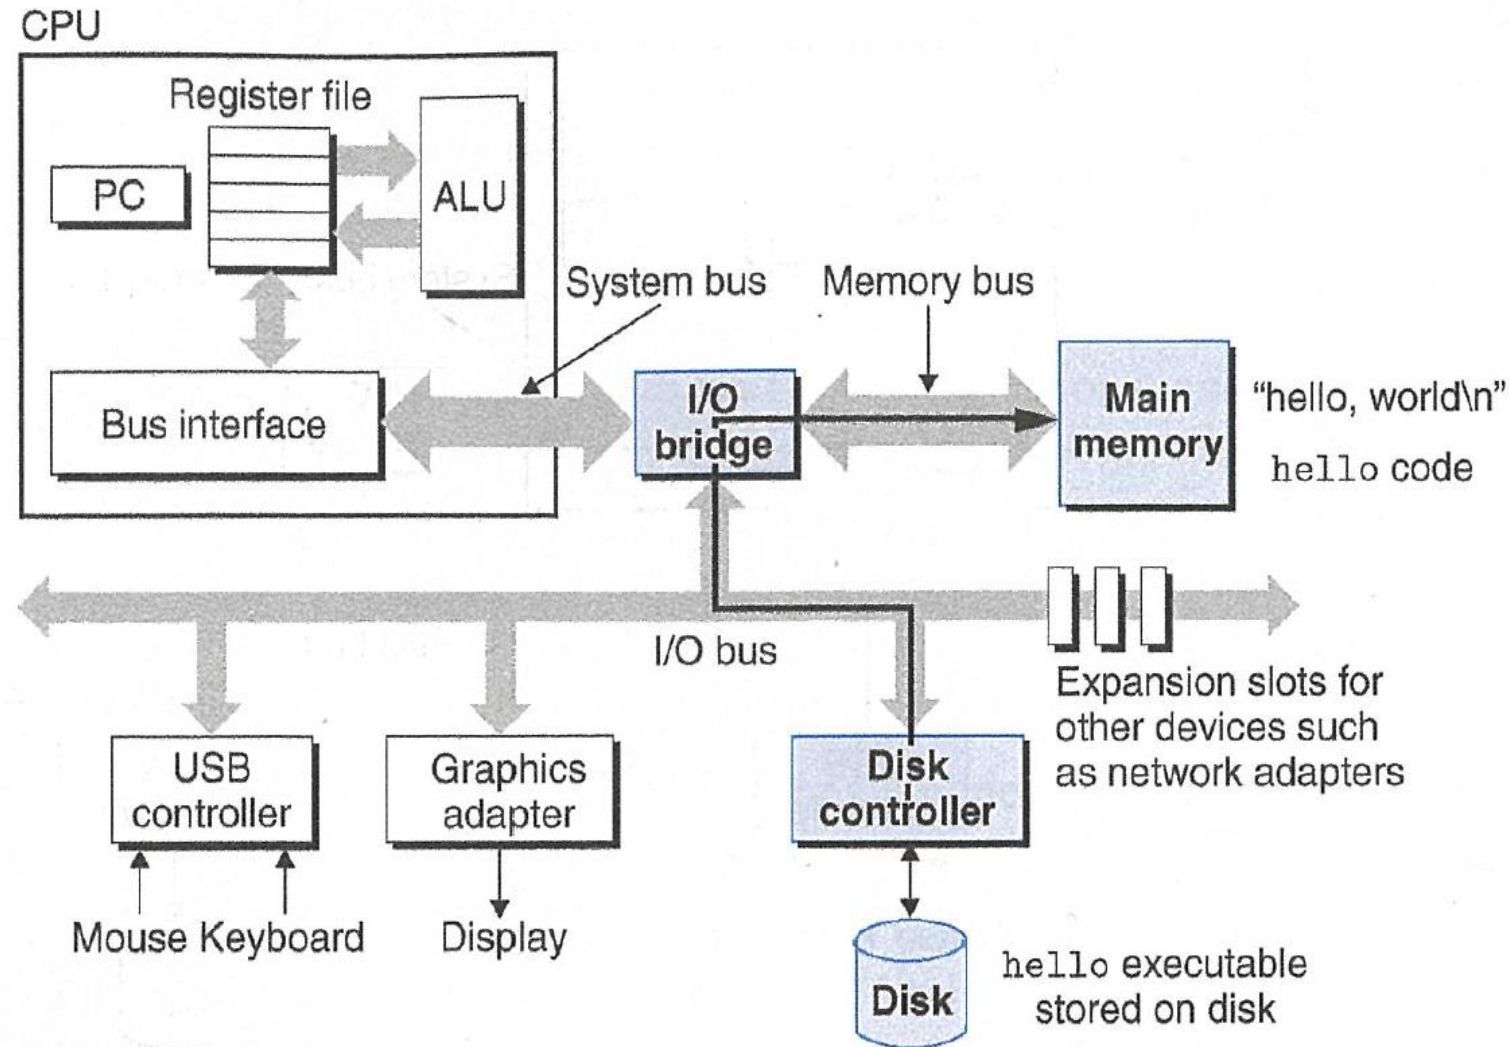 CPU
Register file
PC
ALU
System bus
Memory bus
Bus interface
I/O
bridge
Main
memory
"hello, world\n"
hello code
I/O bus
Expansion slots for
other devices such
as network adapters
USB
controller
Graphics
adapter
Disk
controller
Mouse Keyboard
Display
Disk
hello executable
stored on disk